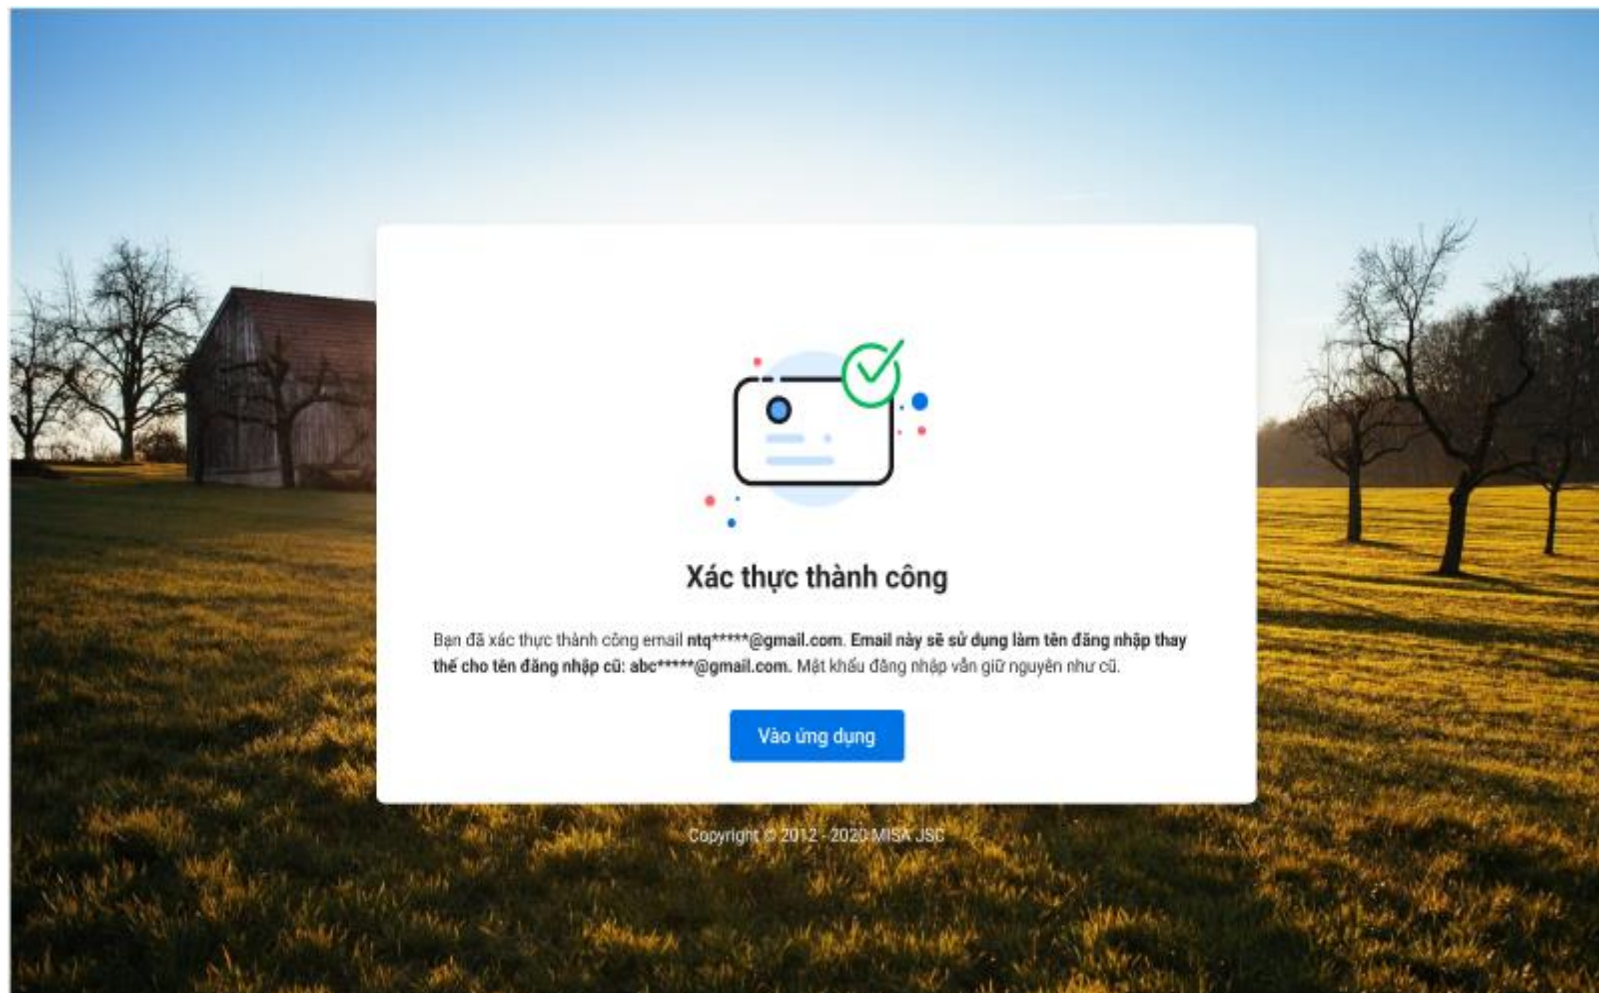 Xác thực thành công
Bạn đã xác thực thành công email ntq*****@gmail.com. Email này sẽ sử dụng làm tên đăng nhập thay
thế cho tên đăng nhập cũ: abc*****@gmail.com. Mật khẩu đăng nhập vẫn giữ nguyên như cũ.
Vào ứng dụng
Copyright © 2012 - 2020 MISA JSC